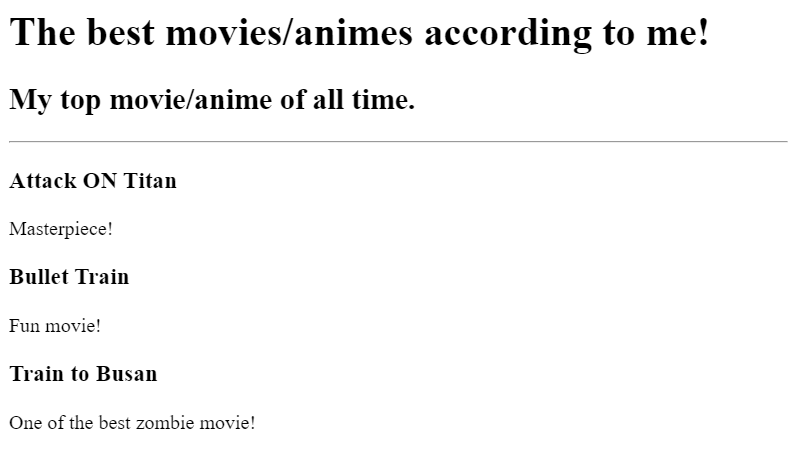 The best movies/animes according to me!
My top movie/anime of all time.
Attack ON Titan
Masterpiece!
Bullet Train
Fun movie!
Train to Busan
One of the best zombie movie!